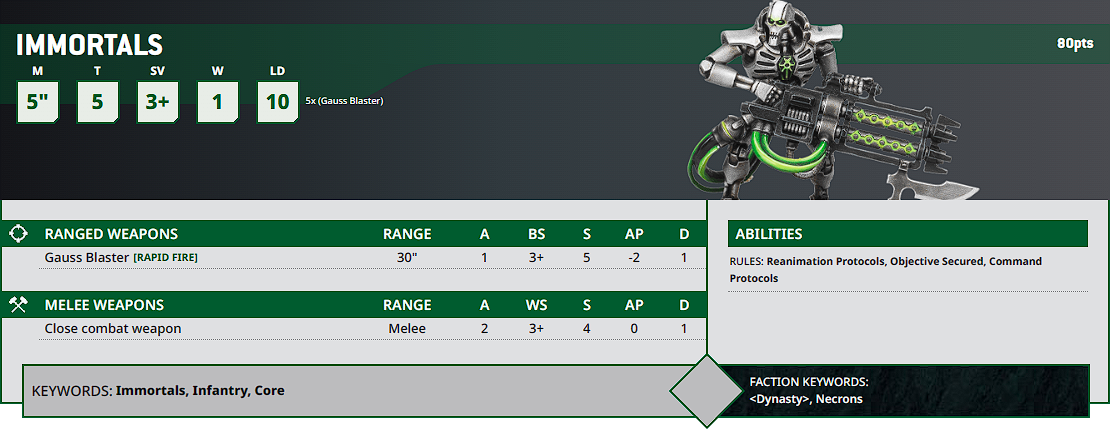 IMMORTALS
80pts
M T SV W LD
5" 5 3+ 1 10 5x (Gauss Blaster)
RANGED WEAPONS RANGE A BS S AP D
Gauss Blaster [RAPID FIRE] 30" 1 3+ 5 -2 1
MELEE WEAPONS RANGE A WS S AP D
Close combat weapon Melee 2 3+ 4 0 1
ABILITIES
RULES: Reanimation Protocols, Objective Secured, Command
Protocols
KEYWORDS: Immortals, Infantry, Core
FACTION KEYWORDS:
<Dynasty>, Necrons